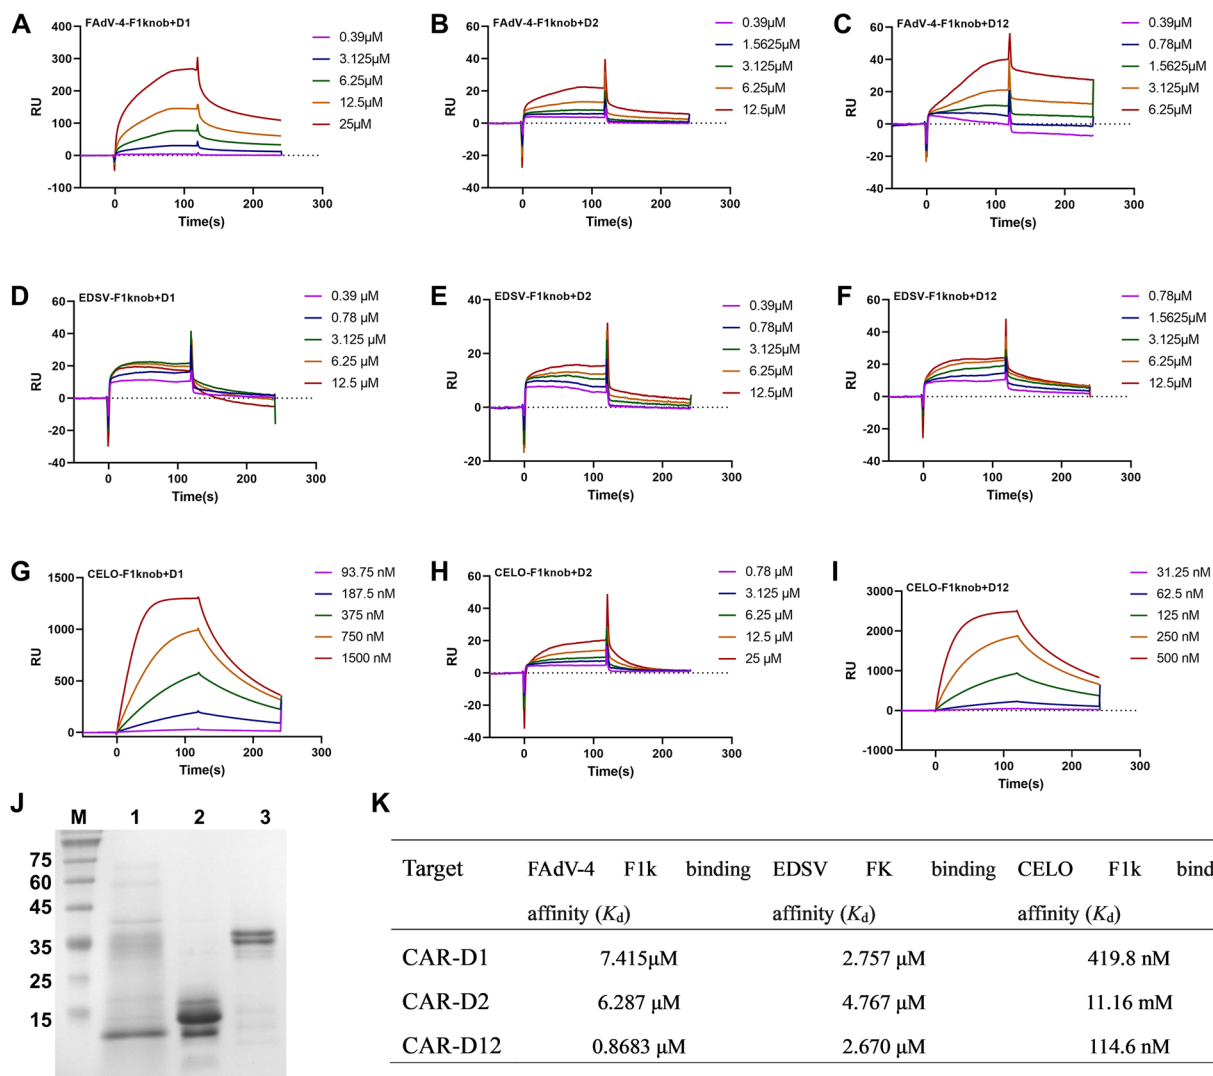 A
FAdV-4-F1knob+D1
400
300
200
100
0
-100
RU
0 100 200 300
Time(s)
0.39μM
3.125μM
6.25μM
12.5μM
25μM
B
FAdV-4-F1knob+D2
60
40
20
0
-20
-40
RU
0 100 200 300
Time(s)
0.39μM
1.5625μM
3.125μM
6.25μM
12.5μM
C
FAdV-4-F1knob+D12
60
40
20
0
-20
-40
RU
0 100 200 300
Time(s)
0.39μM
0.78μM
1.5625μM
3.125μM
6.25μM
D
EDSV-F1knob+D1
60
40
20
0
-20
-40
RU
0 100 200 300
Time(s)
0.39 μM
0.78 μM
3.125 μM
6.25 μM
12.5 μM
E
EDSV-F1knob+D2
40
20
0
-20
RU
0 100 200 300
Time(s)
0.39μM
0.78μM
3.125μM
6.25μM
12.5μM
F
EDSV-F1knob+D12
60
40
20
0
-20
-40
RU
0 100 200 300
Time(s)
0.78μM
1.5625μM
3.125μM
6.25μM
12.5μM
G
CELO-F1knob+D1
1500
1000
500
0
RU
0 100 200 300
Time(s)
93.75 nM
187.5 nM
375 nM
750 nM
1500 nM
H
CELO-F1knob+D2
60
40
20
0
-20
-40
RU
0 100 200 300
Time(s)
0.78 μM
3.125 μM
6.25 μM
12.5 μM
25 μM
I
CELO-F1knob+D12
3000
2000
1000
0
-1000
RU
0 100 200 300
Time(s)
31.25 nM
62.5 nM
125 nM
250 nM
500 nM
J
M 1 2 3
75
60
45
35
25
15
K
Target FAdV-4 F1k binding EDSV FK binding CELO F1k bind
affinity (Kd) affinity (Kd) affinity (Kd)
CAR-D1 7.415μM 2.757 μM 419.8 nM
CAR-D2 6.287 μM 4.767 μM 11.16 mM
CAR-D12 0.8683 μM 2.670 μM 114.6 nM